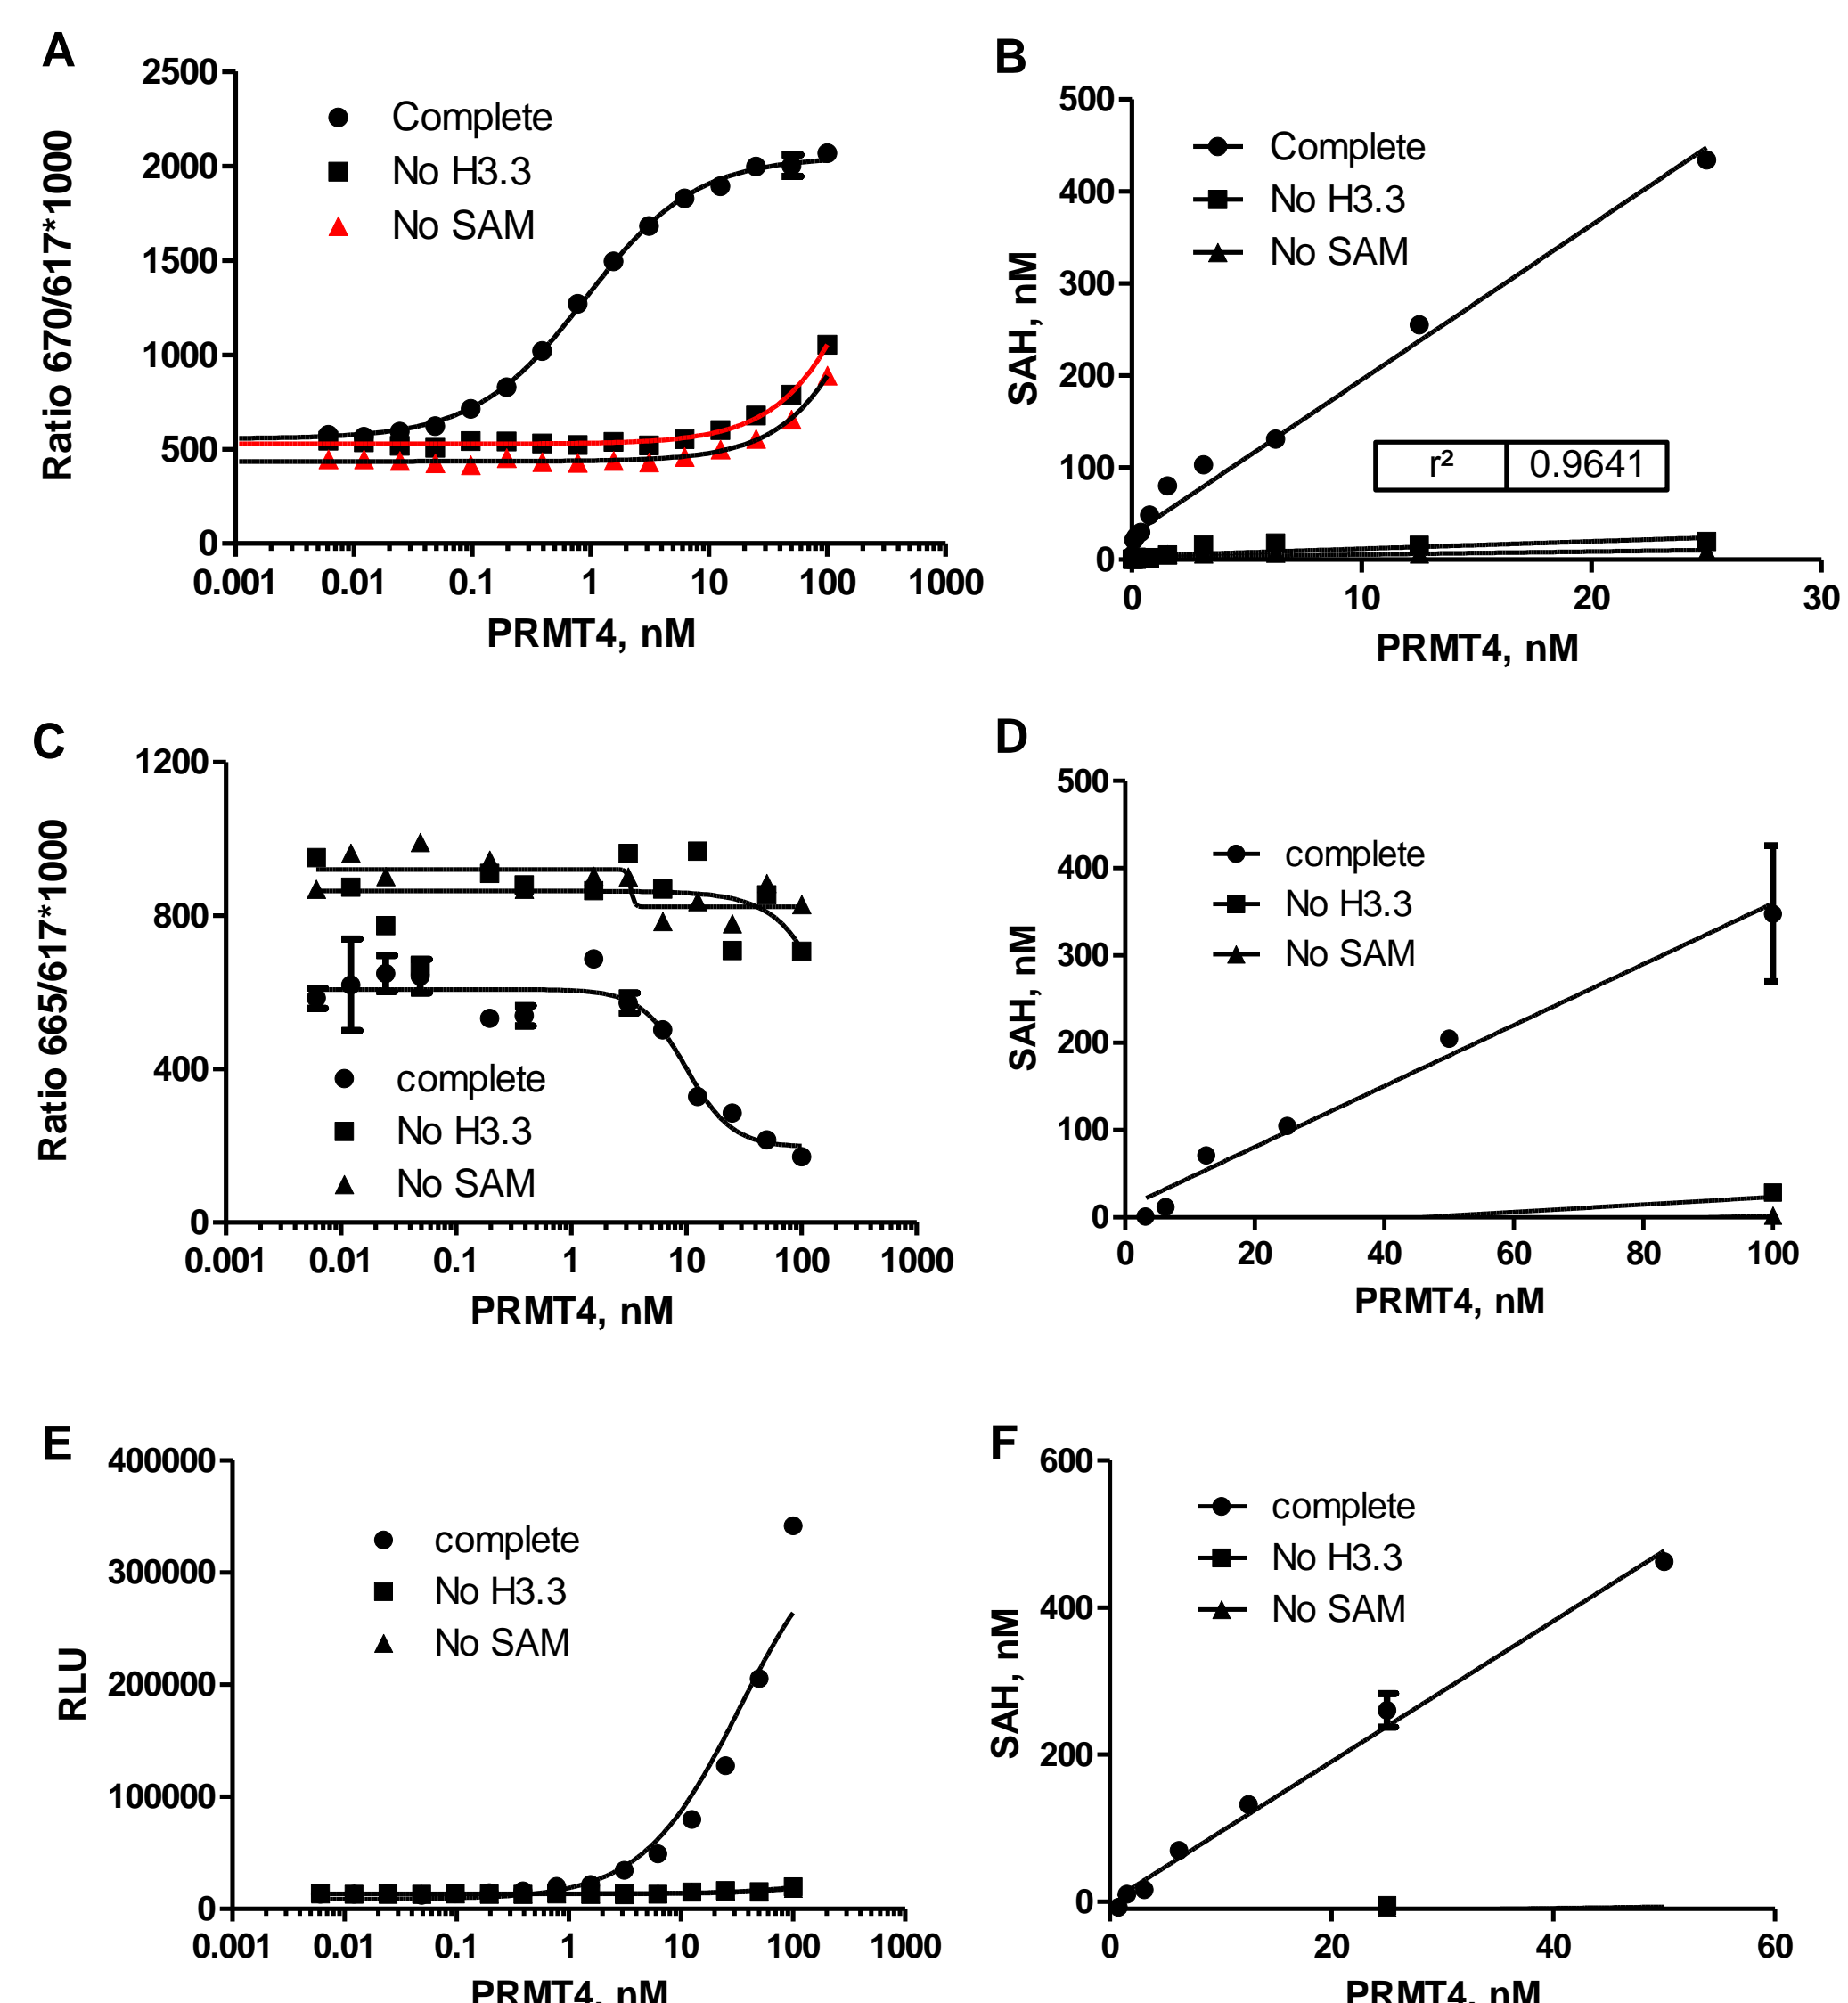 A
2500
2000
1500
1000
500
0
Ratio 670/617*1000
Complete
No H3.3
No SAM
0.001 0.01 0.1 1 10 100 1000
PRMT4, nM
B
500
400
300
200
100
0
SAH, nM
Complete
No H3.3
No SAM
r² 0.9641
0 10 20 30
PRMT4, nM
C
1200
800
400
0
Ratio 665/617*1000
complete
No H3.3
No SAM
0.001 0.01 0.1 1 10 100 1000
PRMT4, nM
D
500
400
300
200
100
0
SAH, nM
complete
No H3.3
No SAM
0 20 40 60 80 100
PRMT4, nM
E
400000
300000
200000
100000
0
RLU
complete
No H3.3
No SAM
0.001 0.01 0.1 1 10 100 1000
PRMT4, nM
F
600
400
200
0
SAH, nM
complete
No H3.3
No SAM
0 20 40 60
PRMT4, nM